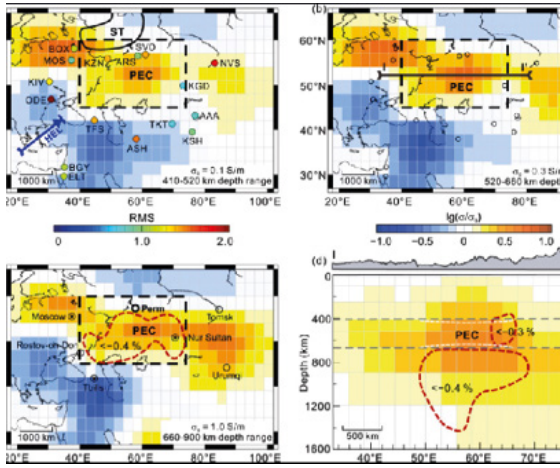 ST
BOX
SVD
MOS
KZN
ARS
NVS
PEC
KIV
KGD
ODE
AAA
HEL
TFS
TKT
ASH
KSH
BGY
ELT
1000 km
σ₀ = 0.1 S/m
410-520 km depth range
20°E 40°E 60°E 80°E 100°E
(b)
60°N
50°N
40°N
30°N
PEC
1000 km
σ₀ = 0.3 S/m
520-660 km depth range
20°E 40°E 60°E 80°E
RMS
0 1.0 2.0
lg(σ/σ₀)
−1.0 −0.5 0.0 0.5 1.0
Perm
Tomsk
Moscow
PEC
Nur Sultan
<-0.4 %
Rostov-on-Don
Urumqi
1000 km
σ₀ = 1.0 S/m
660-900 km depth range
20°E 40°E 60°E 80°E 100°E
0
400
800
1200
1600
Depth (km)
PEC
<-0.3 %
<-0.4 %
500 km
40°E 50°E 60°E 70°E